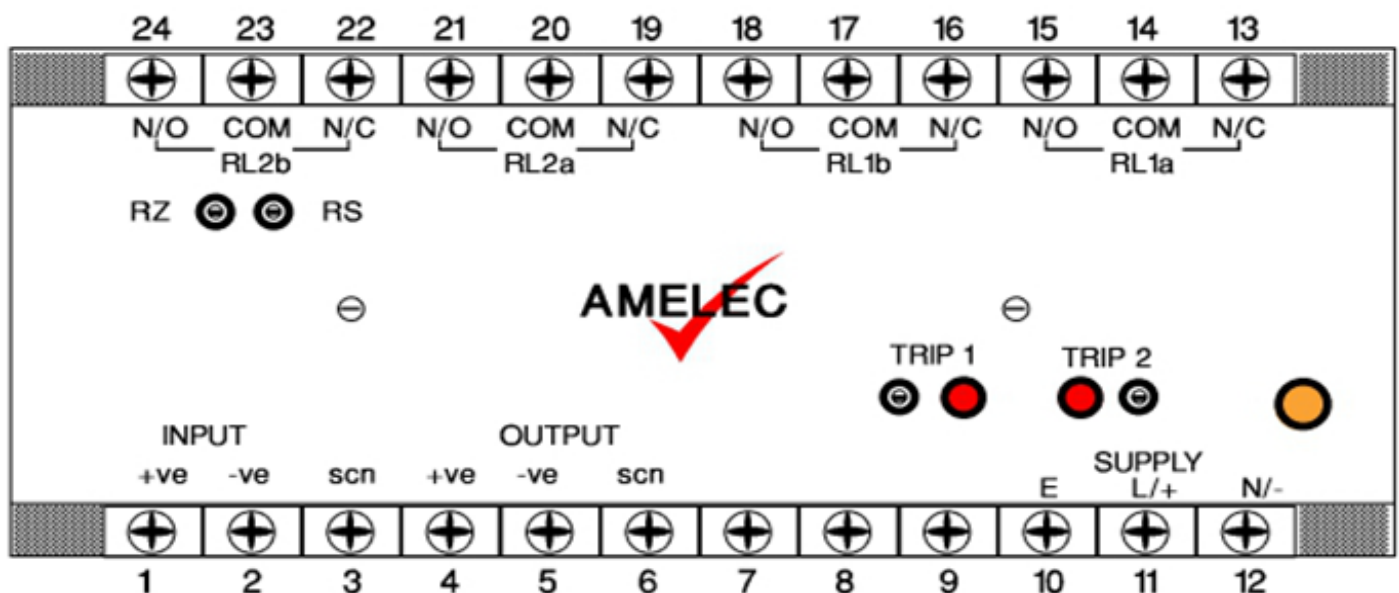 24 23 22 21 20 19 18 17 16 15 14 13
N/O COM N/C N/O COM N/C N/O COM N/C N/O COM N/C
RL2b RL2a RL1b RL1a
RZ RS
AMELEC
TRIP 1 TRIP 2
INPUT OUTPUT
SUPPLY
+ve -ve scn +ve -ve scn
E L/+ N/-
1 2 3 4 5 6 7 8 9 10 11 12